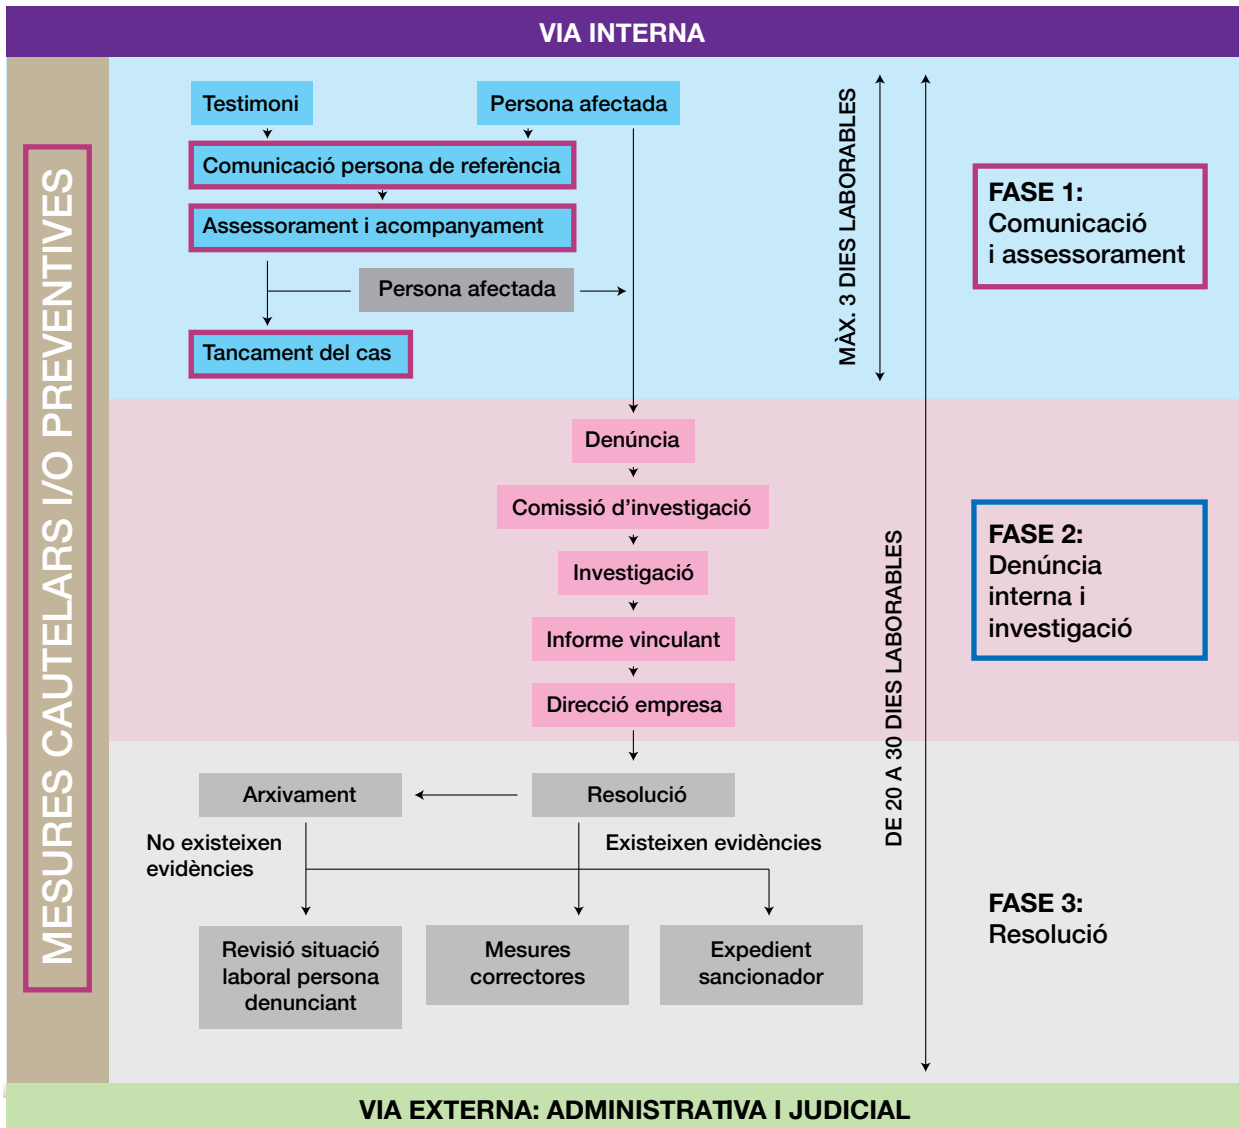 VIA INTERNA
MESURES CAUTELARS I/O PREVENTIVES
Testimoni
Persona afectada
Comunicació persona de referència
Assessorament i acompanyament
Persona afectada
Tancament del cas
MÀX. 3 DIES LABORABLES
FASE 1:
Comunicació
i assessorament
Denúncia
Comissió d’investigació
Investigació
Informe vinculant
Direcció empresa
DE 20 A 30 DIES LABORABLES
FASE 2:
Denúncia
interna i
investigació
Arxivament
Resolució
No existeixen
evidències
Existeixen evidències
Revisió situació
laboral persona
denunciant
Mesures
correctores
Expedient
sancionador
FASE 3:
Resolució
VIA EXTERNA: ADMINISTRATIVA I JUDICIAL